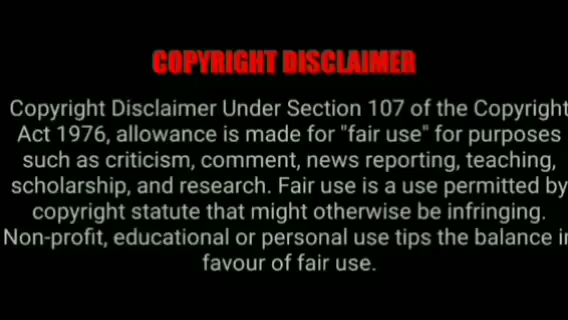 COPYRIGHT DISCLAIMER
Copyright Disclaimer Under Section 107 of the Copyright
Act 1976, allowance is made for "fair use" for purposes
such as criticism, comment, news reporting, teaching,
scholarship, and research. Fair use is a use permitted by
copyright statute that might otherwise be infringing.
Non-profit, educational or personal use tips the balance in
favour of fair use.